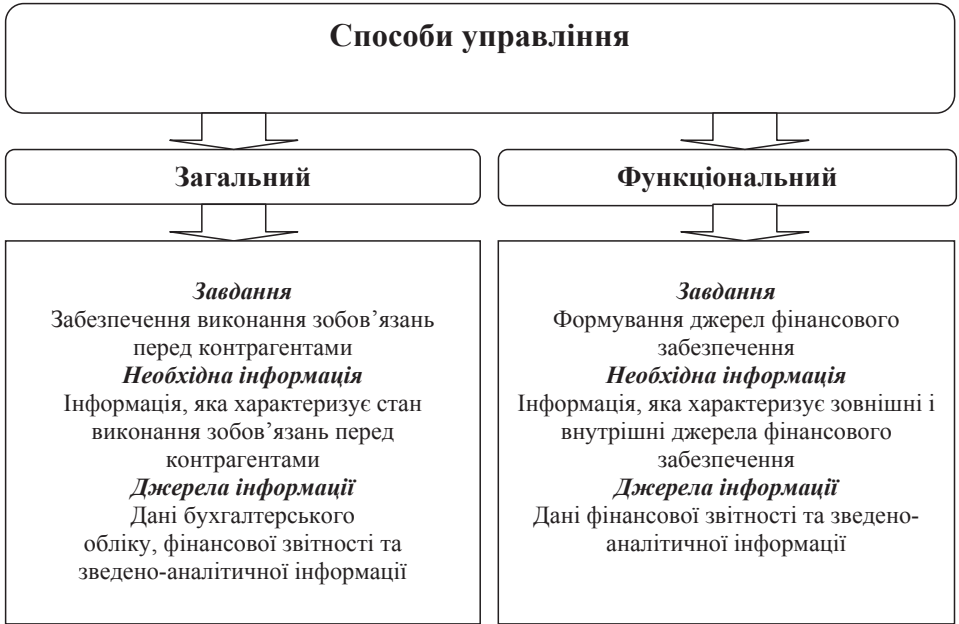 Способи управління
Загальний
Завдання
Забезпечення виконання зобов’язань
перед контрагентами
Необхідна інформація
Інформація, яка характеризує стан
виконання зобов’язань перед
контрагентами
Джерела інформації
Дані бухгалтерського
обліку, фінансової звітності та
зведено-аналітичної інформації
Функціональний
Завдання
Формування джерел фінансового
забезпечення
Необхідна інформація
Інформація, яка характеризує зовнішні і
внутрішні джерела фінансового
забезпечення
Джерела інформації
Дані фінансової звітності та зведено-
аналітичної інформації